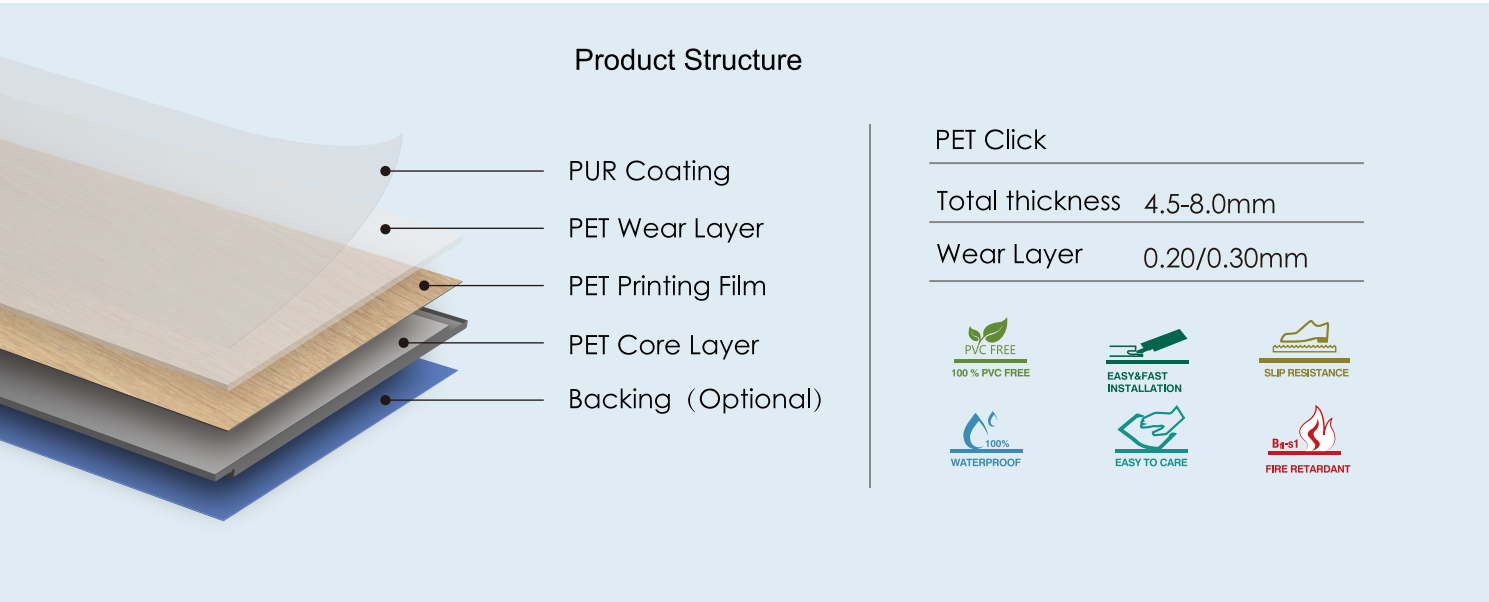 Product Structure
PUR Coating
PET Wear Layer
PET Printing Film
PET Core Layer
Backing（Optional）
PET Click
Total thickness 4.5-8.0mm
Wear Layer 0.20/0.30mm
PVC FREE
100 % PVC FREE
EASY&FAST
INSTALLATION
SLIP RESISTANCE
100%
WATERPROOF
EASY TO CARE
Bfl-s1
FIRE RETARDANT